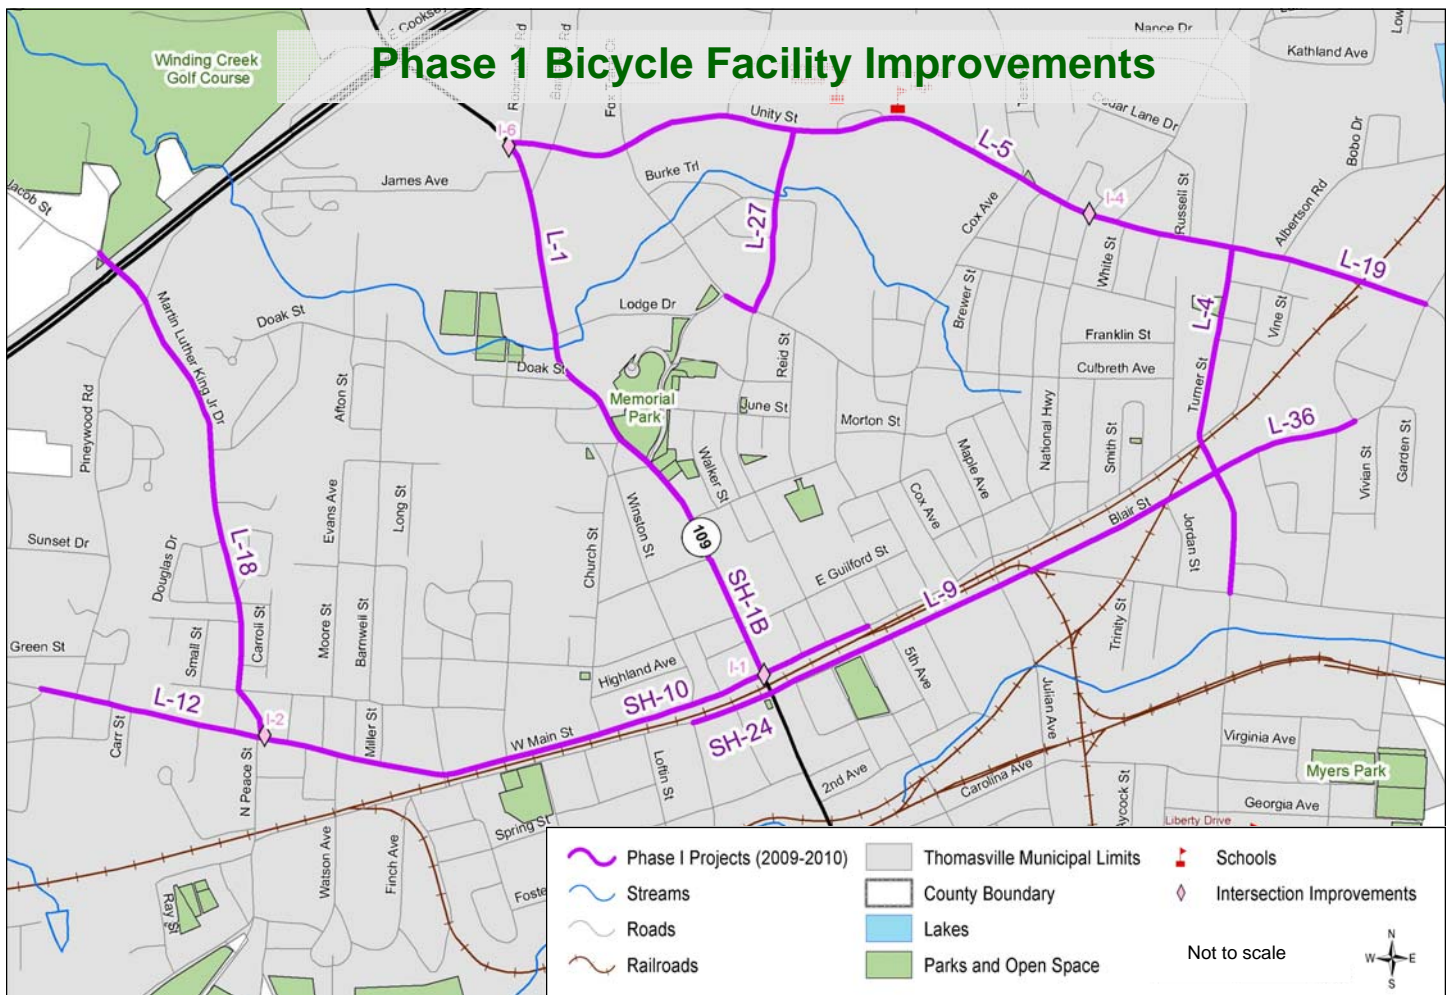 Phase 1 Bicycle Facility Improvements
Winding Creek
Golf Course
E Cooksey
Nance Dr
Kathland Ave
Unity St
Cedar Lane Dr
Bobo Dr
I-6
L-5
James Ave
Burke Trl
Jacob St
L-27
Cox Ave
I-4
Russell St
Albertson Rd
L-1
White St
L-19
Martin Luther King Jr Dr
Doak St
Lodge Dr
Brewer St
L-4
Vine St
Franklin St
Reid St
Culbreth Ave
Doak St
Pineywood Rd
Afton St
Memorial
Park
June St
Morton St
Turner St
National Hwy
Smith St
L-36
Maple Ave
Vivian St
Garden St
Walker St
Long St
Evans Ave
Winston St
Cox Ave
Blair St
Sunset Dr
Douglas Dr
L-18
Church St
109
E Guilford St
Jordan St
SH-1B
L-9
Trinity St
Green St
Small St
Carroll St
Moore St
Barnweil St
Highland Ave
I-1
5th Ave
L-12
SH-10
Julian Ave
I-2
Carr St
Miller St
W Main St
SH-24
Virginia Ave
N Peace St
Loftin St
2nd Ave
Carolina Ave
Myers Park
Aycock St
Georgia Ave
Spring St
Liberty Drive
Watson Ave
Finch Ave
Foste
Ray St
Phase I Projects (2009-2010)
Streams
Roads
Railroads
Thomasville Municipal Limits
County Boundary
Lakes
Parks and Open Space
Schools
Intersection Improvements
Not to scale
N
W E
S